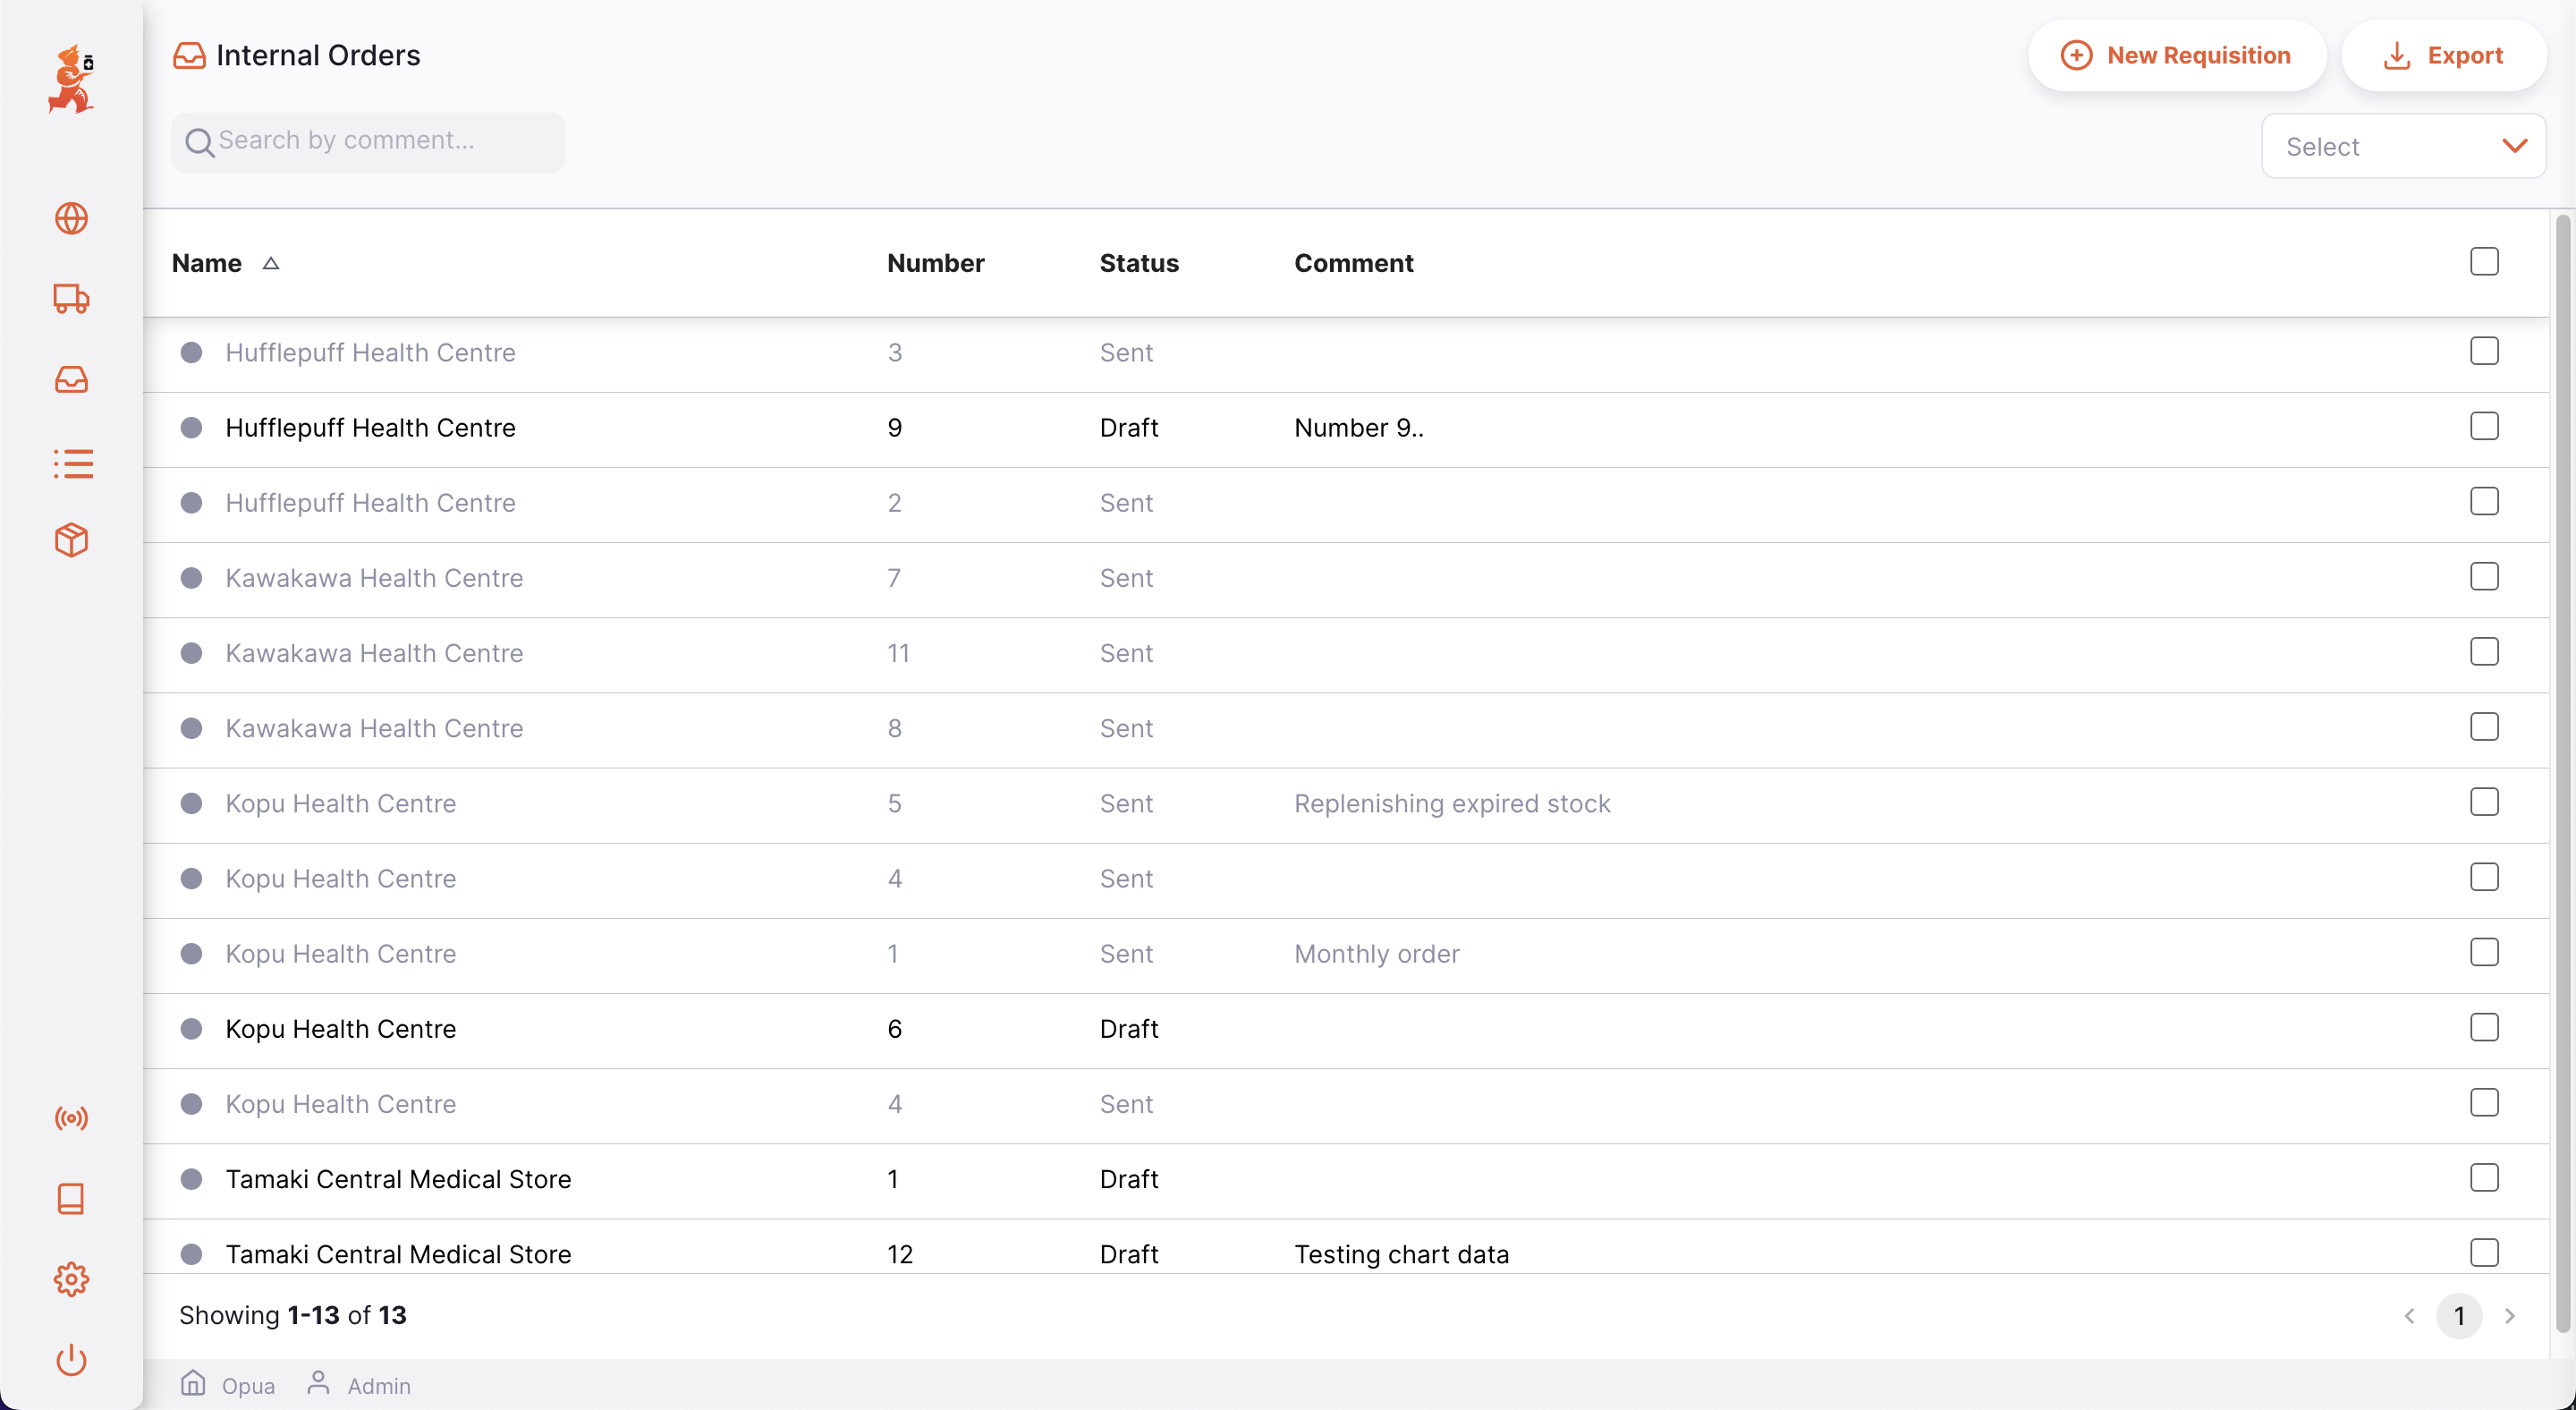 Internal Orders
New Requisition
Export
Search by comment...
Select
Name Number Status Comment
Hufflepuff Health Centre 3 Sent
Hufflepuff Health Centre 9 Draft Number 9..
Hufflepuff Health Centre 2 Sent
Kawakawa Health Centre 7 Sent
Kawakawa Health Centre 11 Sent
Kawakawa Health Centre 8 Sent
Kopu Health Centre 5 Sent Replenishing expired stock
Kopu Health Centre 4 Sent
Kopu Health Centre 1 Sent Monthly order
Kopu Health Centre 6 Draft
Kopu Health Centre 4 Sent
Tamaki Central Medical Store 1 Draft
Tamaki Central Medical Store 12 Draft Testing chart data
Showing 1-13 of 13
1
Opua Admin